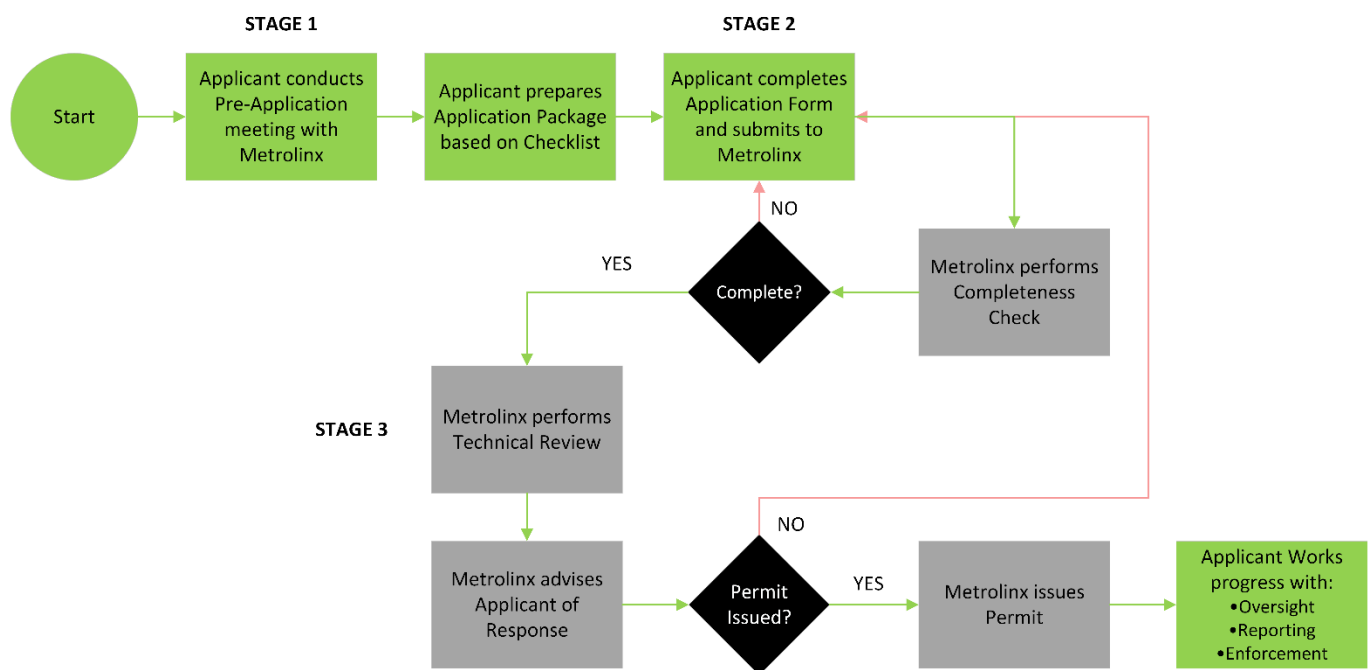 STAGE 1
STAGE 2
Start
Applicant conducts
Pre-Application
meeting with
Metrolinx
Applicant prepares
Application Package
based on Checklist
Applicant completes
Application Form
and submits to
Metrolinx
NO
YES
Complete?
Metrolinx performs
Completeness
Check
STAGE 3
Metrolinx performs
Technical Review
Metrolinx advises
Applicant of
Response
NO
Permit
Issued?
YES
Metrolinx issues
Permit
Applicant Works
progress with:
•Oversight
•Reporting
•Enforcement